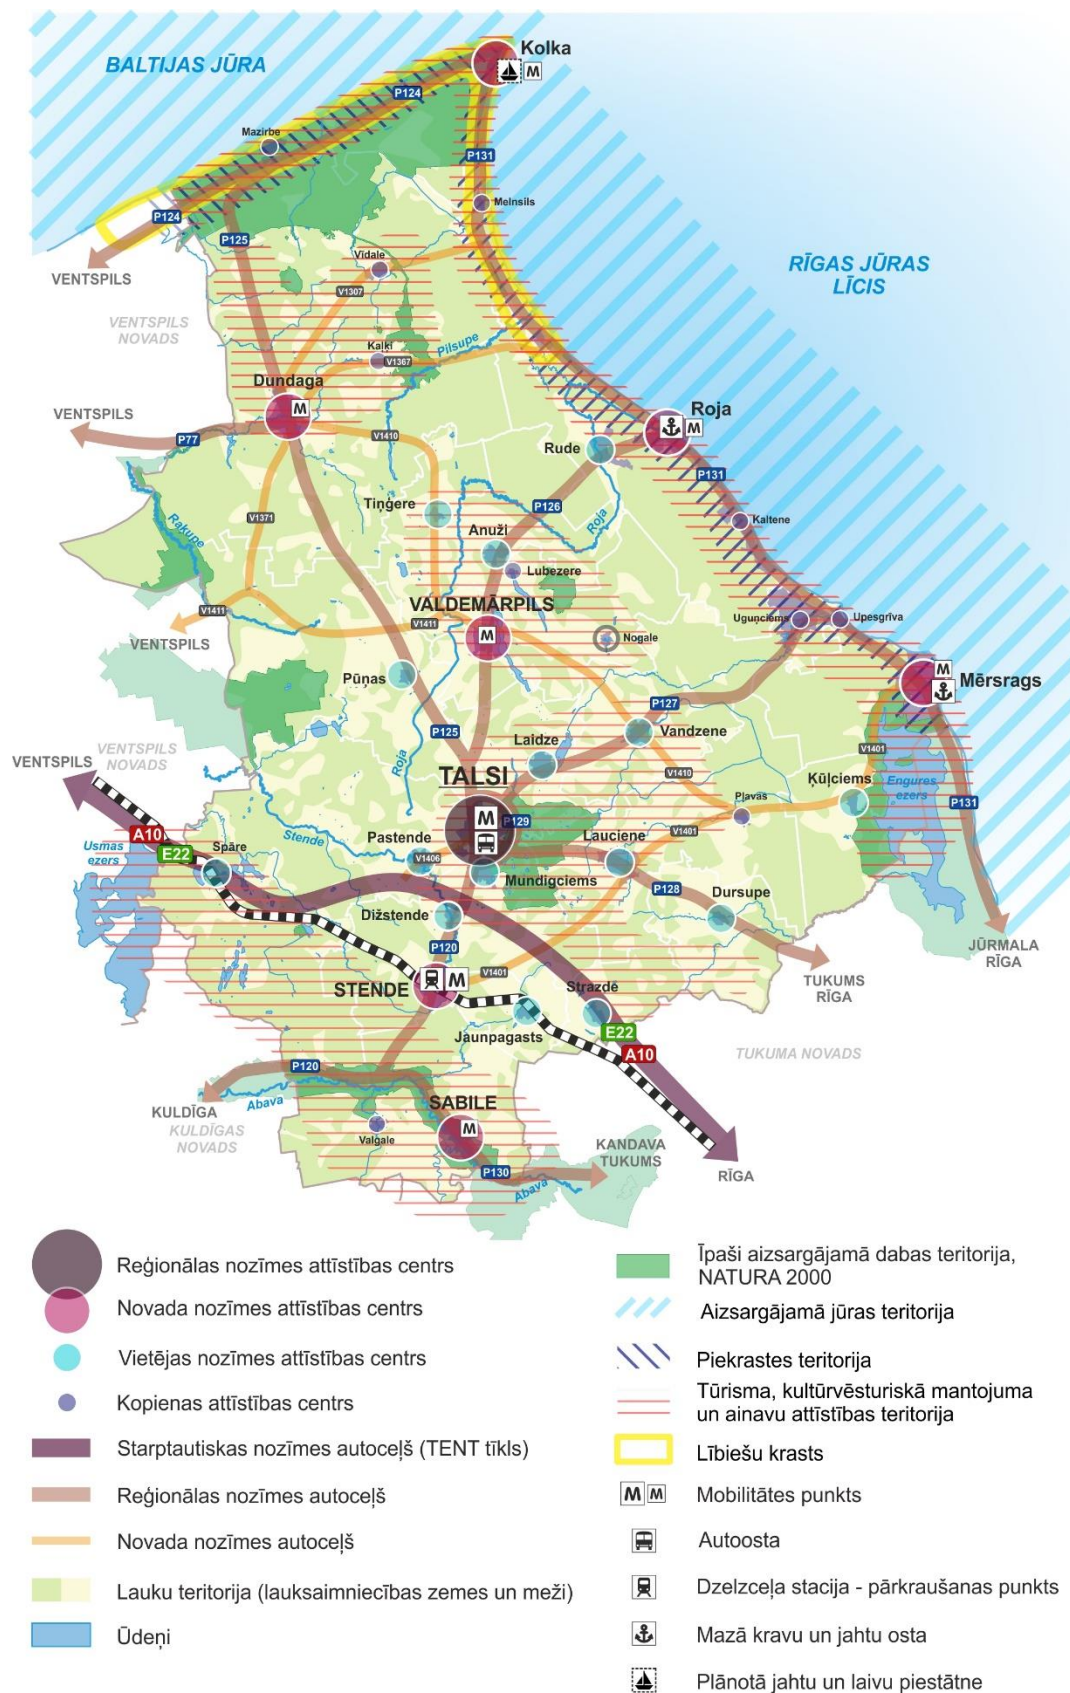 Kolka
BALTIJAS JŪRA
M
P124
Mazirbe
P131
Melnsils
P124
P125
VENTSPILS
Vīdale
RĪGAS JŪRAS
LĪCIS
V1307
VENTSPILS
NOVADS
Pilsupe
Kaļķi
V1367
Dundaga
M
VENTSPILS
P77
V1410
Roja
M
Rude
P131
Tiņģere
P126
Roja
V1371
Rakupe
Anuži
Kaltene
Lubezere
VALDEMĀRPILS
V1411
V1411
M
Nogale
Uguņciems
Upesgrīva
VENTSPILS
Pūņas
M
Mērsrags
P127
P125
Vandzene
Laidze
V1401
VENTSPILS
NOVADS
VENTSPILS
Roja
TALSI
V1410
Ķūļciems
Engures
ezers
M
P129
Pļavas
P131
A10
Stende
Pastende
Lauciene
V1401
Usmas
ezers
E22
Spāre
V1406
Mundigciems
P128
Dursupe
Dižstende
P120
JŪRMALA
RĪGA
V1401
STENDE
M
TUKUMS
RĪGA
Strazde
Jaunpagasts
E22
A10
TUKUMA NOVADS
P120
Abava
SABILE
KULDĪGA
KULDĪGAS
NOVADS
M
Valgale
KANDAVA
TUKUMS
P130
Abava
RĪGA
Reģionālas nozīmes attīstības centrs
Novada nozīmes attīstības centrs
Vietējas nozīmes attīstības centrs
Kopienas attīstības centrs
Starptautiskas nozīmes autoceļš (TENT tīkls)
Reģionālas nozīmes autoceļš
Novada nozīmes autoceļš
Lauku teritorija (lauksaimniecības zemes un meži)
Ūdeņi
Īpaši aizsargājamā dabas teritorija,
NATURA 2000
Aizsargājamā jūras teritorija
Piekrastes teritorija
Tūrisma, kultūrvēsturiskā mantojuma
un ainavu attīstības teritorija
Lībiešu krasts
M M Mobilitātes punkts
Autoosta
Dzelzceļa stacija - pārkraušanas punkts
Mazā kravu un jahtu osta
Plānotā jahtu un laivu piestātne